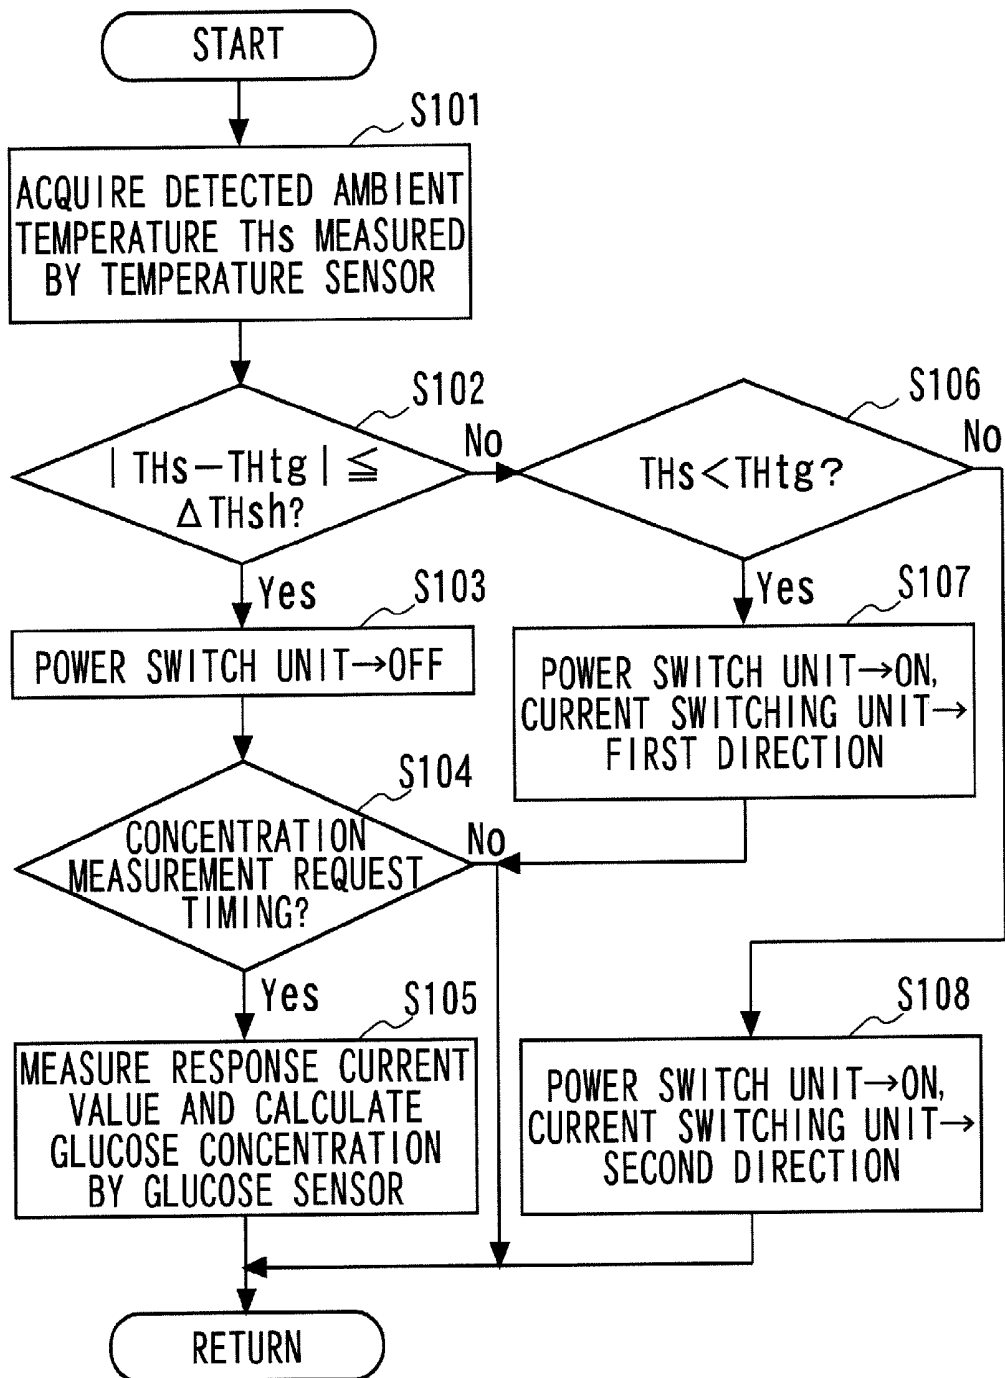 START
S101
ACQUIRE DETECTED AMBIENT
TEMPERATURE THs MEASURED
BY TEMPERATURE SENSOR
S102
| THs−THtg | ≦
ΔTHsh?
No
Yes
S106
THs<THtg?
No
Yes
S103
POWER SWITCH UNIT→OFF
S107
POWER SWITCH UNIT→ON,
CURRENT SWITCHING UNIT→
FIRST DIRECTION
S104
CONCENTRATION
MEASUREMENT REQUEST
TIMING?
No
Yes
S105
MEASURE RESPONSE CURRENT
VALUE AND CALCULATE
GLUCOSE CONCENTRATION
BY GLUCOSE SENSOR
S108
POWER SWITCH UNIT→ON,
CURRENT SWITCHING UNIT→
SECOND DIRECTION
RETURN